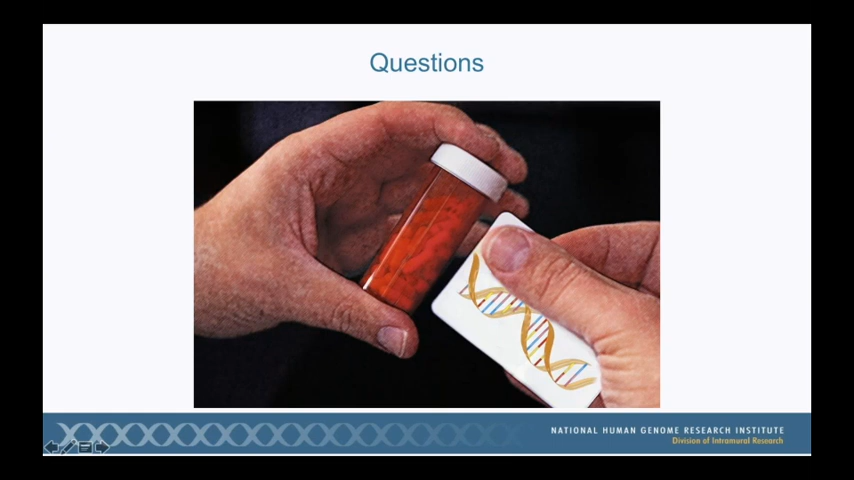 Questions
NATIONAL HUMAN GENOME RESEARCH INSTITUTE
Division of Intramural Research